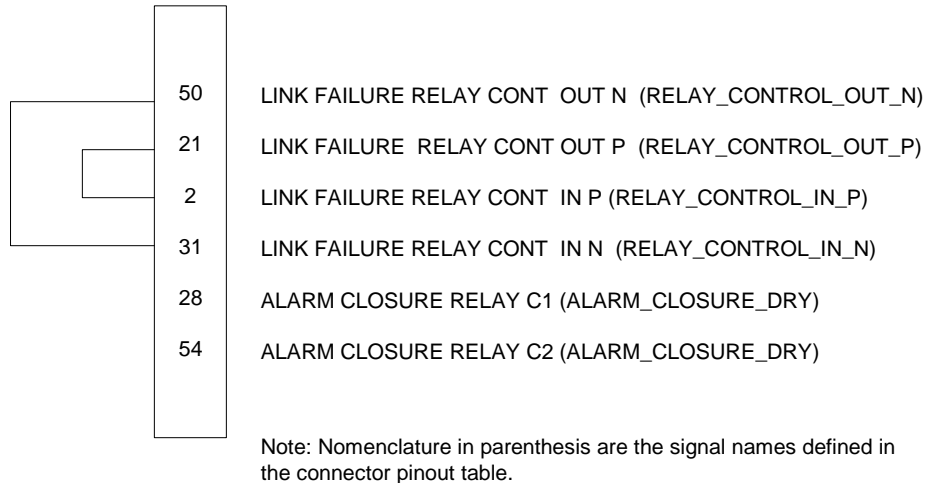 50 LINK FAILURE RELAY CONT OUT N (RELAY_CONTROL_OUT_N)
21 LINK FAILURE RELAY CONT OUT P (RELAY_CONTROL_OUT_P)
2 LINK FAILURE RELAY CONT IN P (RELAY_CONTROL_IN_P)
31 LINK FAILURE RELAY CONT IN N (RELAY_CONTROL_IN_N)
28 ALARM CLOSURE RELAY C1 (ALARM_CLOSURE_DRY)
54 ALARM CLOSURE RELAY C2 (ALARM_CLOSURE_DRY)
Note: Nomenclature in parenthesis are the signal names defined in
the connector pinout table.